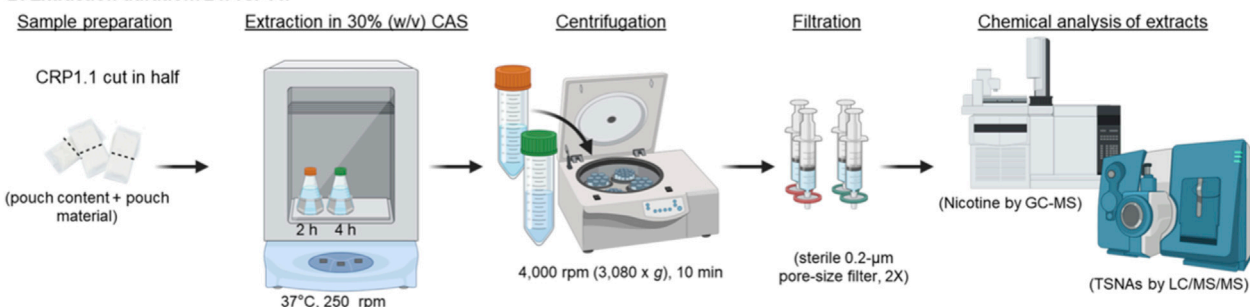 Sample preparation
CRP1.1 cut in half
(pouch content + pouch
material)
Extraction in 30% (w/v) CAS
2 h 4 h
37°C, 250 rpm
Centrifugation
4,000 rpm (3,080 x g), 10 min
Filtration
(sterile 0.2-µm
pore-size filter, 2X)
Chemical analysis of extracts
(Nicotine by GC-MS)
(TSNAs by LC/MS/MS)